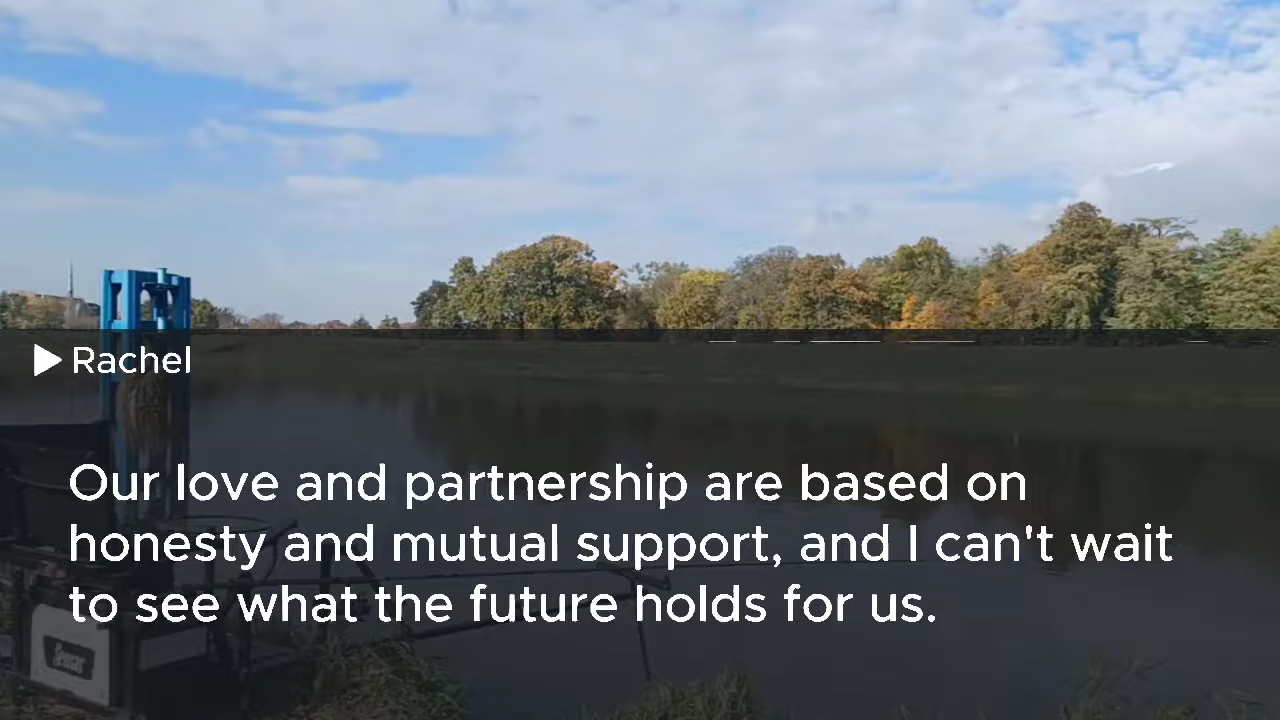 Rachel
Our love and partnership are based on
honesty and mutual support, and I can't wait
to see what the future holds for us.